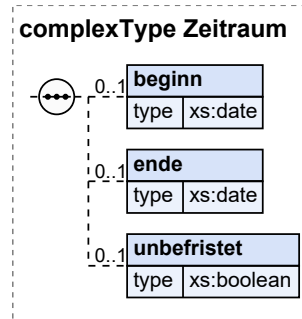 complexType Zeitraum
0..1 beginn
type xs:date
0..1 ende
type xs:date
0..1 unbefristet
type xs:boolean